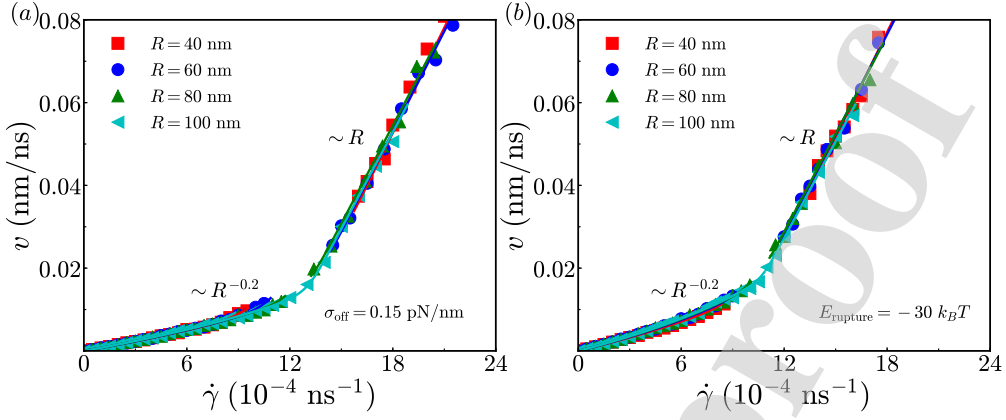 (a)
0.08
0.06
0.04
0.02
v (nm/ns)
R = 40 nm
R = 60 nm
R = 80 nm
R = 100 nm
∼ R
∼ R^{-0.2}
σ_off = 0.15 pN/nm
0 6 12 18 24
γ̇ (10^{-4} ns^{-1})
(b)
0.08
0.06
0.04
0.02
v (nm/ns)
R = 40 nm
R = 60 nm
R = 80 nm
R = 100 nm
∼ R
∼ R^{-0.2}
E_rupture = − 30 k_BT
0 6 12 18 24
γ̇ (10^{-4} ns^{-1})
proof